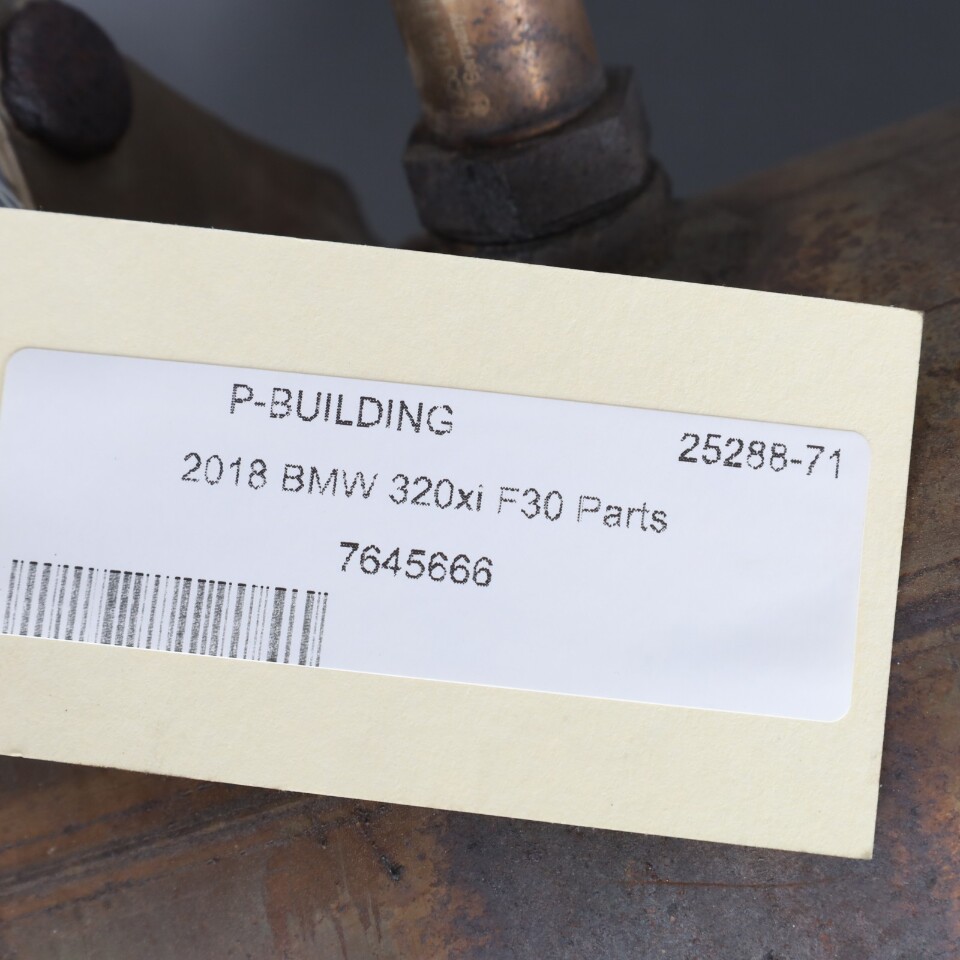 P-BUILDING
25288-71
2018 BMW 320xi F30 Parts
7645666